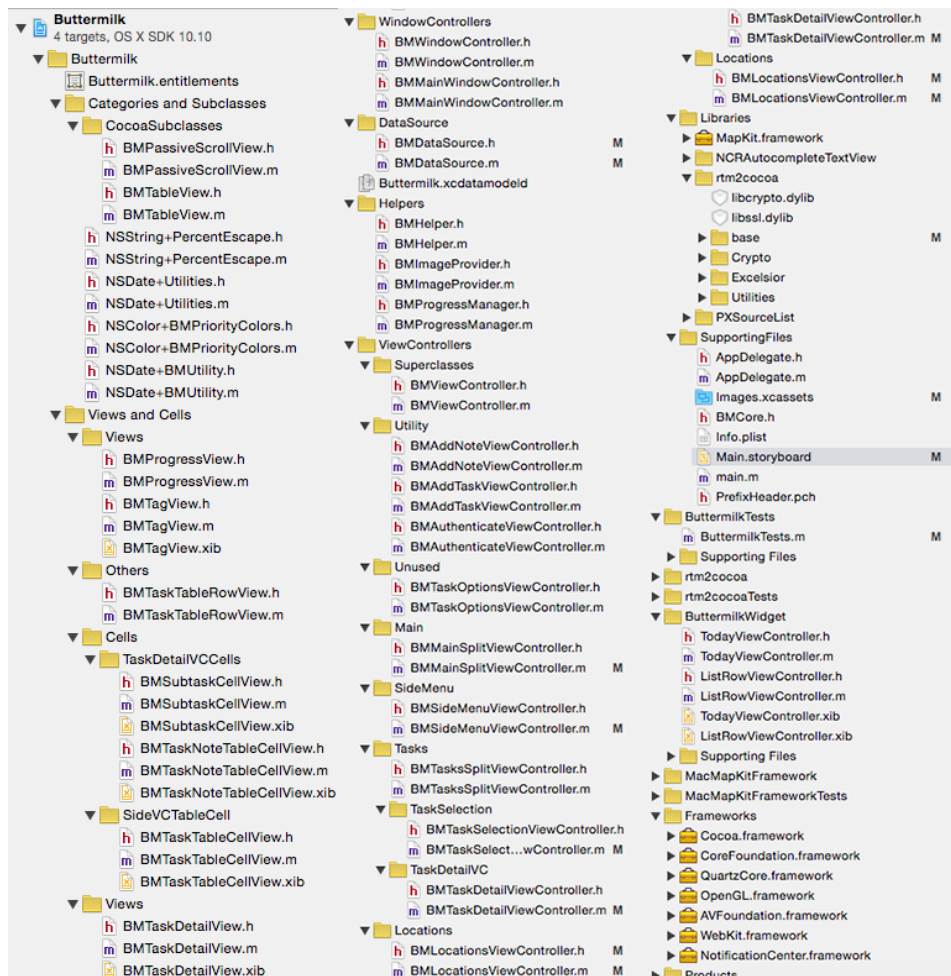 Buttermilk
4 targets, OS X SDK 10.10
Buttermilk
Buttermilk.entitlements
Categories and Subclasses
CocoaSubclasses
h BMPassiveScrollView.h
m BMPassiveScrollView.m
h BMTableView.h
m BMTableView.m
h NSString+PercentEscape.h
m NSString+PercentEscape.m
h NSDate+Utilities.h
m NSDate+Utilities.m
h NSColor+BMPriorityColors.h
m NSColor+BMPriorityColors.m
h NSDate+BMUtility.h
m NSDate+BMUtility.m
Views and Cells
Views
h BMProgressView.h
m BMProgressView.m
h BMTagView.h
m BMTagView.m
BMTagView.xib
Others
h BMTaskTableRowView.h
m BMTaskTableRowView.m
Cells
TaskDetailVCCells
h BMSubtaskCellView.h
m BMSubtaskCellView.m
BMSubtaskCellView.xib
h BMTaskNoteTableCellView.h
m BMTaskNoteTableCellView.m
BMTaskNoteTableCellView.xib
SideVCTableCell
h BMTaskTableCellView.h
m BMTaskTableCellView.m
BMTaskTableCellView.xib
Views
h BMTaskDetailView.h
m BMTaskDetailView.m
BMTaskDetailView.xib
WindowControllers
h BMWindowController.h
m BMWindowController.m
h BMMainWindowController.h
m BMMainWindowController.m
DataSource
h BMDataSource.h M
m BMDataSource.m M
Buttermilk.xcdatamodeld
Helpers
h BMHelper.h
m BMHelper.m
h BMImageProvider.h
m BMImageProvider.m
h BMProgressManager.h
m BMProgressManager.m
ViewControllers
Superclasses
h BMViewController.h
m BMViewController.m
Utility
h BMAddNoteViewController.h
m BMAddNoteViewController.m
h BMAddTaskViewController.h
m BMAddTaskViewController.m
h BMAuthenticateViewController.h
m BMAuthenticateViewController.m
Unused
h BMTaskOptionsViewController.h
m BMTaskOptionsViewController.m
Main
h BMMainSplitViewController.h
m BMMainSplitViewController.m M
SideMenu
h BMSideMenuViewController.h
m BMSideMenuViewController.m M
Tasks
h BMTasksSplitViewController.h
m BMTasksSplitViewController.m
TaskSelection
h BMTaskSelectionViewController.h
m BMTaskSelect...wController.m M
TaskDetailVC
h BMTaskDetailViewController.h
m BMTaskDetailViewController.m M
Locations
h BMLocationsViewController.h M
m BMLocationsViewController.m M
h BMTaskDetailViewController.h
m BMTaskDetailViewController.m M
Locations
h BMLocationsViewController.h M
m BMLocationsViewController.m M
Libraries
MapKit.framework
NCRAutocompleteTextView
rtm2cocoa
libcrypto.dylib
libssl.dylib
base M
Crypto
Excelsior
Utilities
PXSourceList
SupportingFiles
h AppDelegate.h
m AppDelegate.m
Images.xcassets M
h BMCore.h
Info.plist
Main.storyboard M
m main.m
h PrefixHeader.pch
ButtermilkTests
m ButtermilkTests.m M
Supporting Files
rtm2cocoa
rtm2cocoaTests
ButtermilkWidget
h TodayViewController.h
m TodayViewController.m
h ListRowViewController.h
m ListRowViewController.m
TodayViewController.xib
ListRowViewController.xib
Supporting Files
MacMapKitFramework
MacMapKitFrameworkTests
Frameworks
Cocoa.framework
CoreFoundation.framework
QuartzCore.framework
OpenGL.framework
AVFoundation.framework
WebKit.framework
NotificationCenter.framework
Products